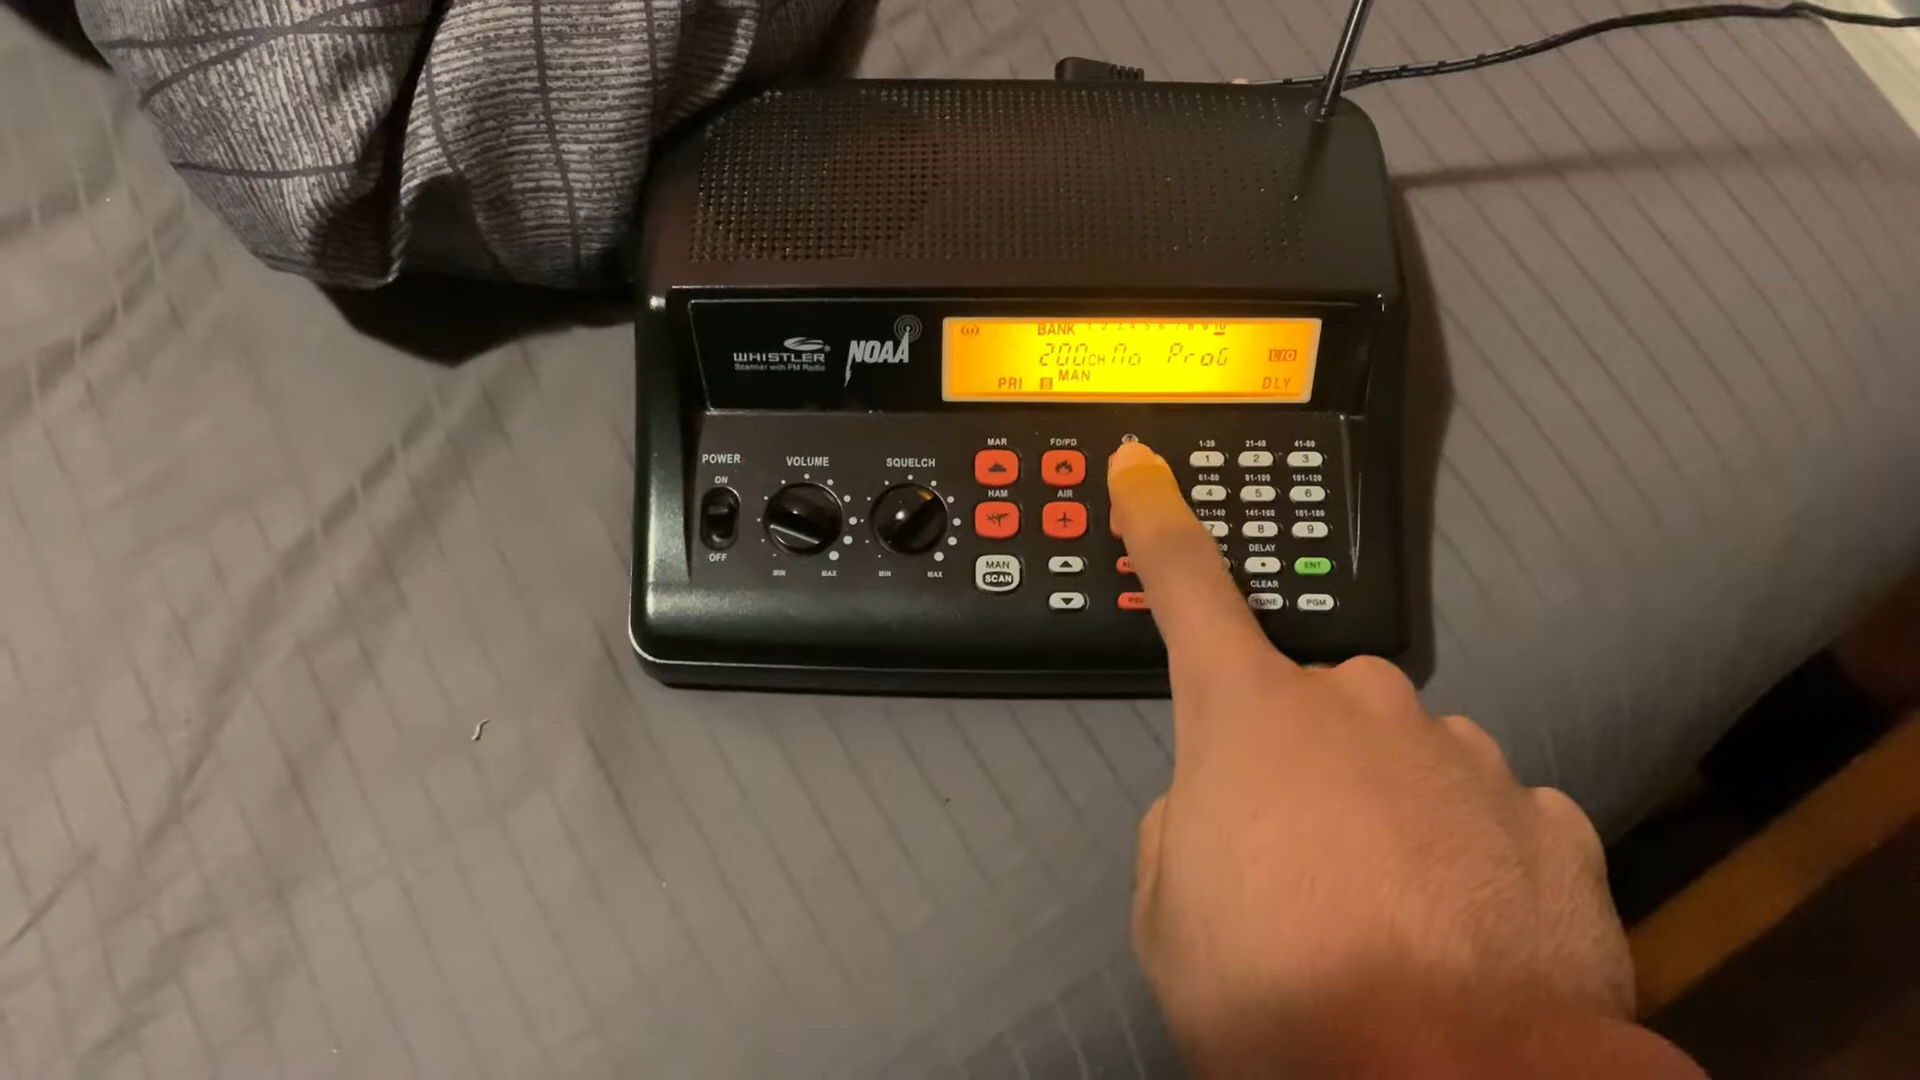 WHISTLER
Scanner with FM Radio
NOAA
BANK 1 2 3 4 5 6 7 8 9 10
200CH No ProG
L/O
PRI S MAN
DLY
POWER
ON
OFF
VOLUME
MIN MAX
SQUELCH
MIN MAX
MAR
FD/PD
HAM
AIR
MAN
SCAN
1-20 21-40 41-60
1 2 3
61-80 81-100 101-120
4 5 6
121-140 141-160 161-180
7 8 9
DELAY
ENT
CLEAR
TUNE PGM